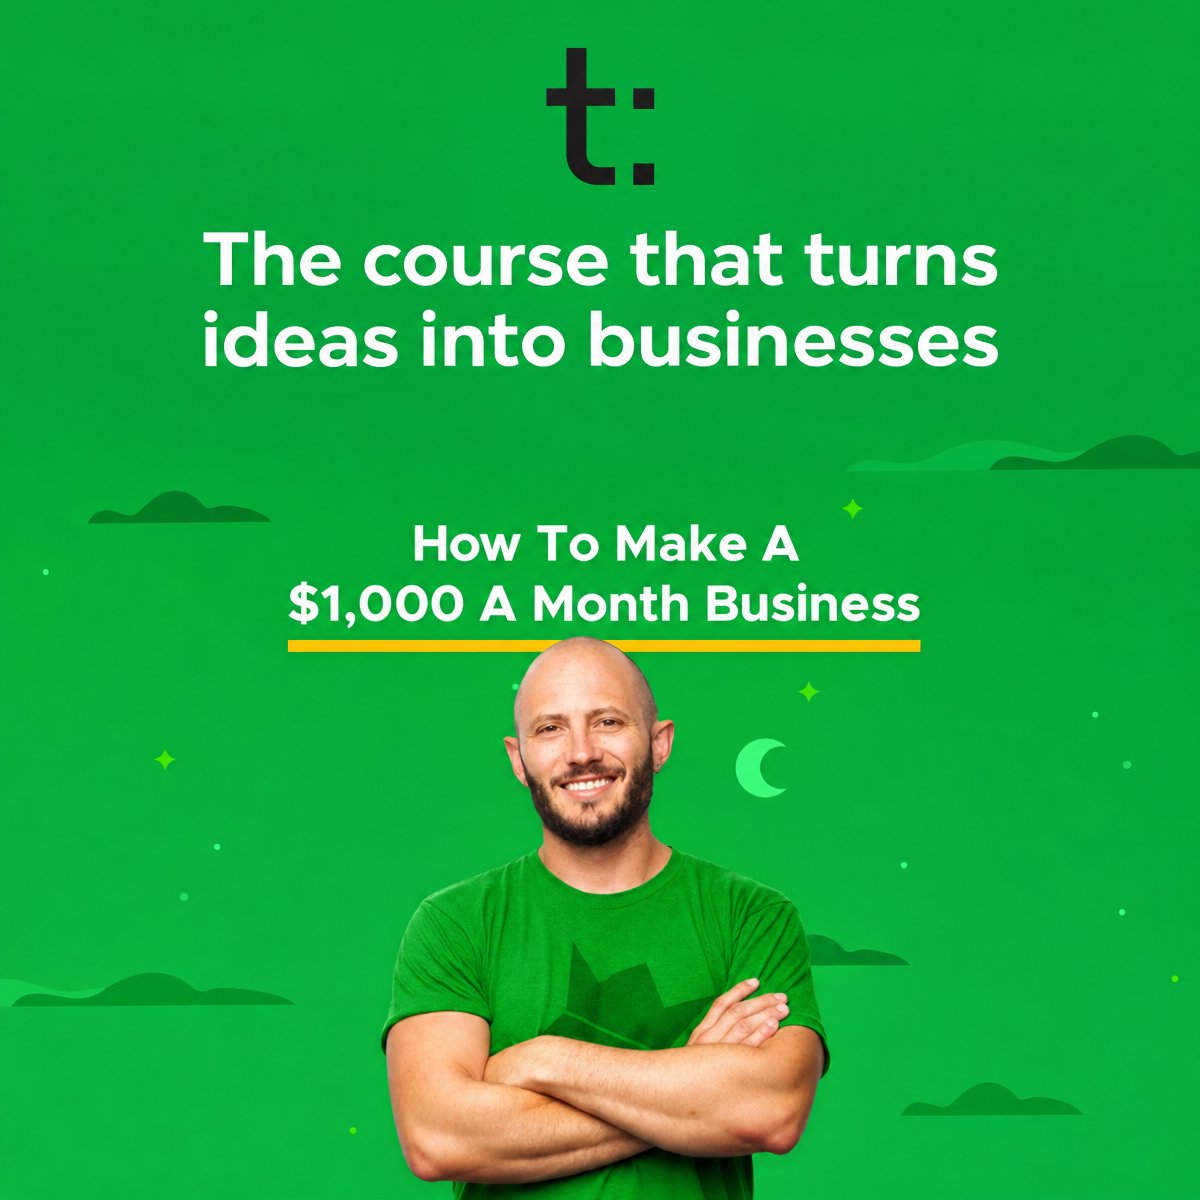 t:
The course that turns
ideas into businesses
How To Make A
$1,000 A Month Business